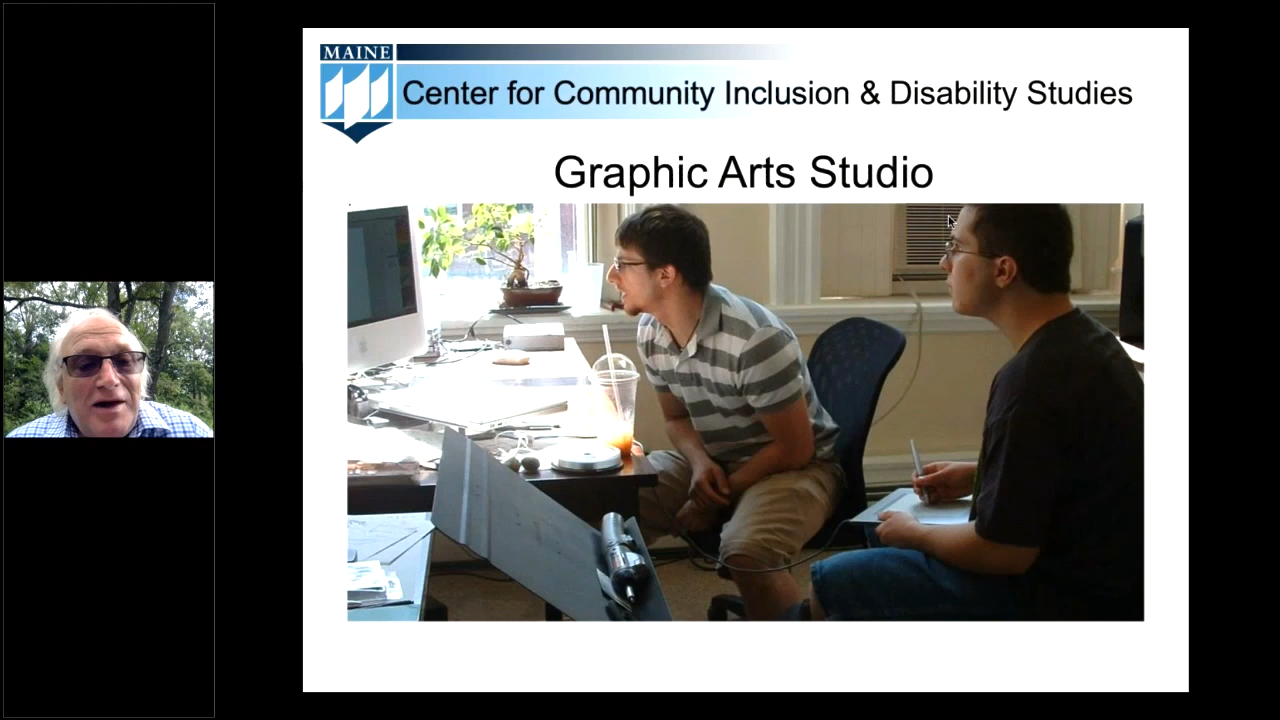 MAINE
Center for Community Inclusion & Disability Studies
Graphic Arts Studio